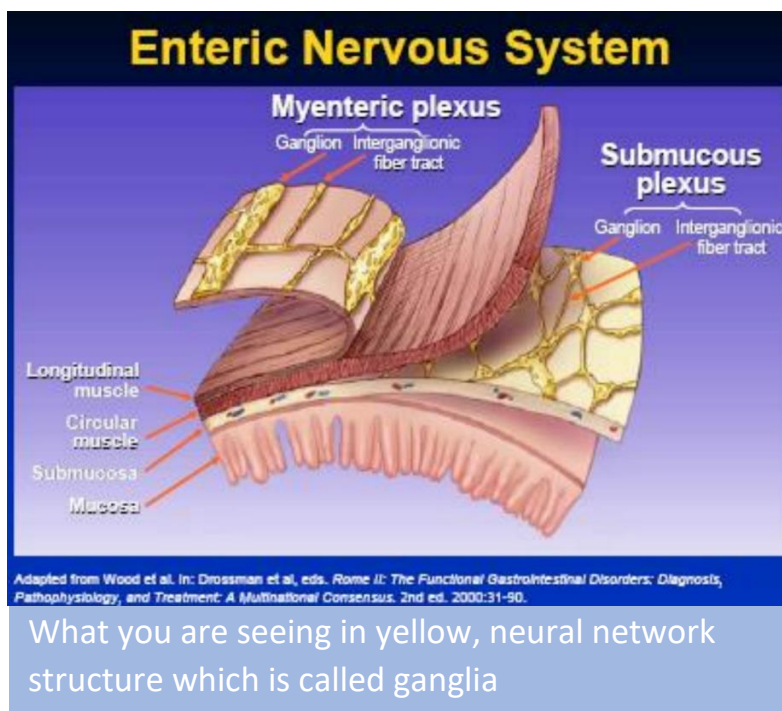 Enteric Nervous System
Myenteric plexus
Ganglion Interganglionic
fiber tract
Submucous
plexus
Ganglion Interganglionic
fiber tract
Longitudinal
muscle
Circular
muscle
Submucosa
Mucosa
Adapted from Wood et al. In: Drossman et al, eds. Rome II: The Functional Gastrointestinal Disorders: Diagnosis,
Pathophysiology, and Treatment: A Multinational Consensus. 2nd ed. 2000:31-90.
What you are seeing in yellow, neural network
structure which is called ganglia